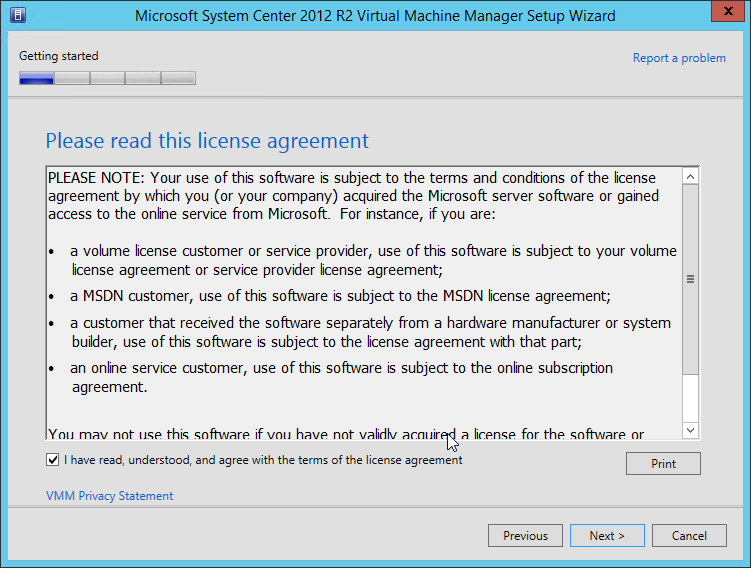 Microsoft System Center 2012 R2 Virtual Machine Manager Setup Wizard
x
Getting started
Report a problem
Please read this license agreement
PLEASE NOTE: Your use of this software is subject to the terms and conditions of the license
agreement by which you (or your company) acquired the Microsoft server software or gained
access to the online service from Microsoft.  For instance, if you are:
• a volume license customer or service provider, use of this software is subject to your volume
license agreement or service provider license agreement;
• a MSDN customer, use of this software is subject to the MSDN license agreement;
• a customer that received the software separately from a hardware manufacturer or system
builder, use of this software is subject to the license agreement with that part;
• an online service customer, use of this software is subject to the online subscription
agreement.
You may not use this software if you have not validly acquired a license for the software or
I have read, understood, and agree with the terms of the license agreement
Print
VMM Privacy Statement
Previous
Next >
Cancel